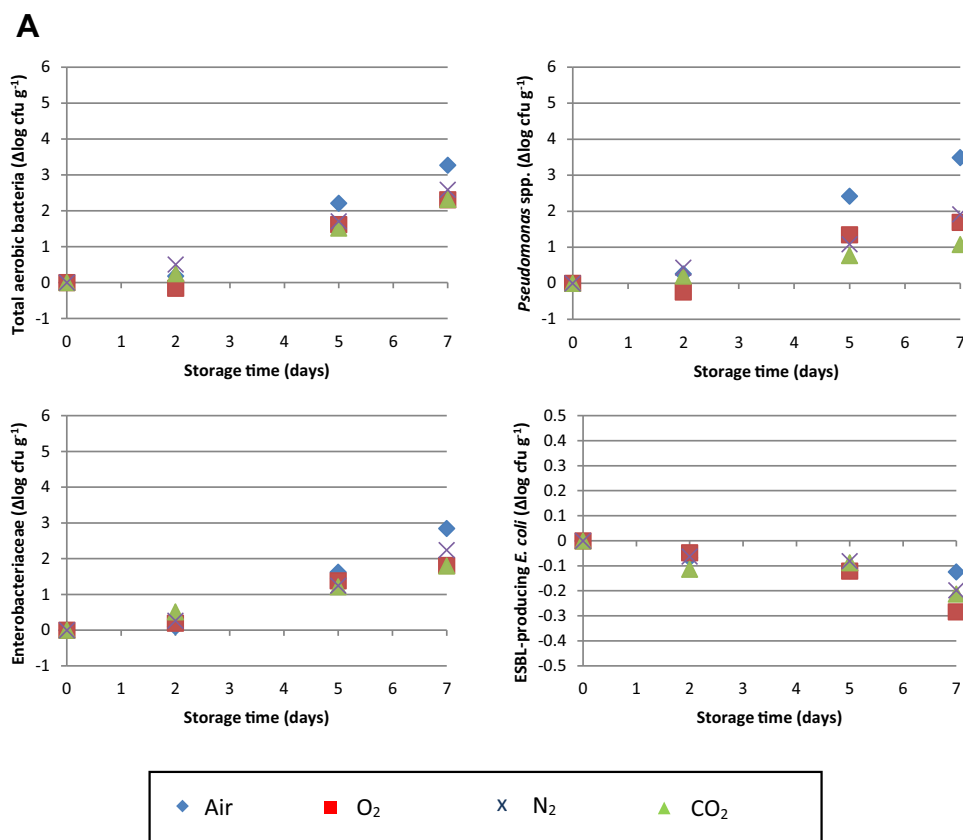 A
Total aerobic bacteria (Δlog cfu g⁻¹)
6
5
4
3
2
1
0
-1
0 1 2 3 4 5 6 7
Storage time (days)
Pseudomonas spp. (Δlog cfu g⁻¹)
6
5
4
3
2
1
0
-1
0 1 2 3 4 5 6 7
Storage time (days)
Enterobacteriaceae (Δlog cfu g⁻¹)
6
5
4
3
2
1
0
-1
0 1 2 3 4 5 6 7
Storage time (days)
ESBL-producing E. coli (Δlog cfu g⁻¹)
0.5
0.4
0.3
0.2
0.1
0
-0.1
-0.2
-0.3
-0.4
-0.5
0 1 2 3 4 5 6 7
Storage time (days)
Air O₂ N₂ CO₂